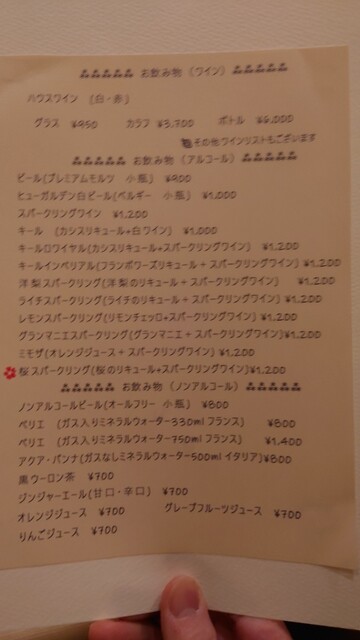 お飲み物（ワイン）
ハウスワイン （白・赤）
グラス ¥950 カラフ ¥3,700 ボトル ¥6,000
その他ワインリストもございます
お飲み物（アルコール）
ビール(プレミアムモルツ 小瓶) ¥900
ヒューガルデン白ビール(ベルギー 小瓶) ¥1,000
スパークリングワイン ¥1,200
キール (カシスリキュール+白ワイン) ¥1,000
キールロワイヤル(カシスリキュール+スパークリングワイン) ¥1,200
キールインペリアル(フランボワーズリキュール + スパークリングワイン) ¥1,200
洋梨スパークリング(洋梨のリキュール + スパークリングワイン) ¥1,200
ライチスパークリング(ライチのリキュール + スパークリングワイン) ¥1,200
レモンスパークリング(リモンチェッロ+スパークリングワイン) ¥1,200
グランマニエスパークリング(グランマニエ + スパークリングワイン)¥1,200
ミモザ(オレンジジュース + スパークリングワイン) ¥1,200
桜スパークリング(桜のリキュール+スパークリングワイン)¥1,200
お飲み物（ノンアルコール）
ノンアルコールビール(オールフリー 小瓶) ¥800
ペリエ (ガス入りミネラルウォーター330ml フランス) ¥800
ペリエ (ガス入りミネラルウォーター750ml フランス) ¥1,400
アクア・パンナ(ガスなしミネラルウォーター500ml イタリア)¥800
黒ウーロン茶 ¥700
ジンジャーエール(甘口・辛口) ¥700
オレンジジュース ¥700 グレープフルーツジュース ¥700
りんごジュース ¥700